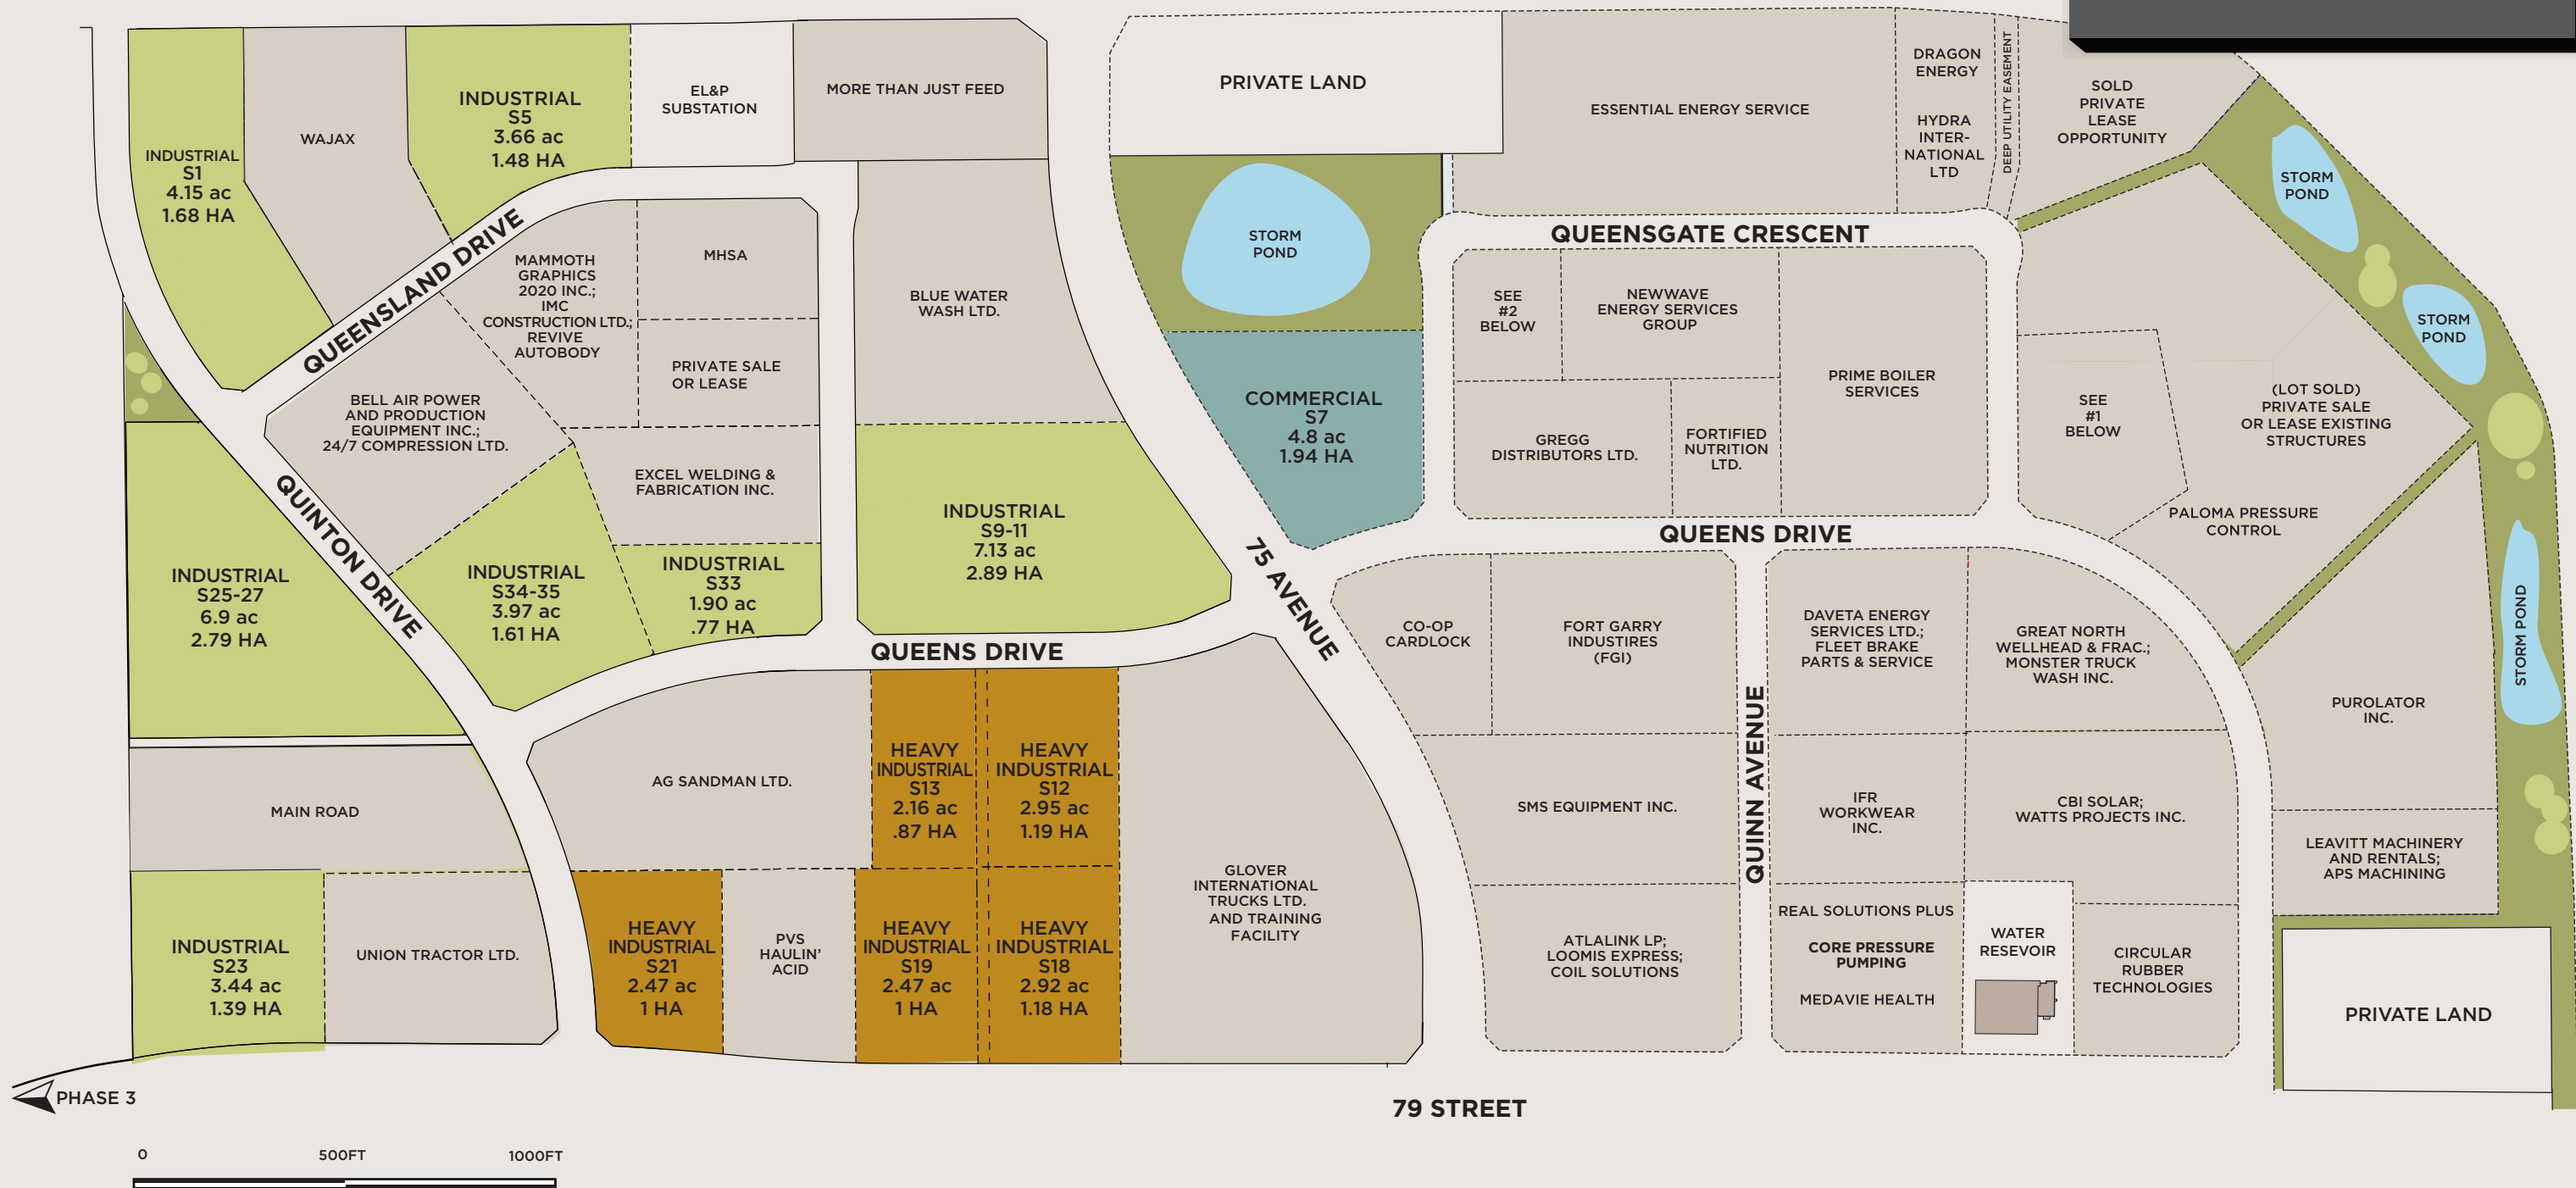 INDUSTRIAL
S1
4.15 ac
1.68 HA
WAJAX
INDUSTRIAL
S5
3.66 ac
1.48 HA
EL&P
SUBSTATION
MORE THAN JUST FEED
QUEENSLAND DRIVE
MAMMOTH
GRAPHICS
2020 INC.;
IMC
CONSTRUCTION LTD.;
REVIVE
AUTOBODY
MHSA
PRIVATE SALE
OR LEASE
BLUE WATER
WASH LTD.
BELL AIR POWER
AND PRODUCTION
EQUIPMENT INC.;
24/7 COMPRESSION LTD.
EXCEL WELDING &
FABRICATION INC.
QUINTON DRIVE
INDUSTRIAL
S25-27
6.9 ac
2.79 HA
INDUSTRIAL
S34-35
3.97 ac
1.61 HA
INDUSTRIAL
S33
1.90 ac
.77 HA
INDUSTRIAL
S9-11
7.13 ac
2.89 HA
QUEENS DRIVE
75 AVENUE
MAIN ROAD
AG SANDMAN LTD.
HEAVY
INDUSTRIAL
S13
2.16 ac
.87 HA
HEAVY
INDUSTRIAL
S12
2.95 ac
1.19 HA
INDUSTRIAL
S23
3.44 ac
1.39 HA
UNION TRACTOR LTD.
HEAVY
INDUSTRIAL
S21
2.47 ac
1 HA
PVS
HAULIN'
ACID
HEAVY
INDUSTRIAL
S19
2.47 ac
1 HA
HEAVY
INDUSTRIAL
S18
2.92 ac
1.18 HA
GLOVER
INTERNATIONAL
TRUCKS LTD.
AND TRAINING
FACILITY
PRIVATE LAND
STORM
POND
COMMERCIAL
S7
4.8 ac
1.94 HA
ESSENTIAL ENERGY SERVICE
DRAGON
ENERGY
HYDRA
INTER-
NATIONAL
LTD
DEEP UTILITY EASEMENT
SOLD
PRIVATE
LEASE
OPPORTUNITY
STORM
POND
STORM
POND
QUEENSGATE CRESCENT
SEE
#2
BELOW
NEWWAVE
ENERGY SERVICES
GROUP
PRIME BOILER
SERVICES
GREGG
DISTRIBUTORS LTD.
FORTIFIED
NUTRITION
LTD.
SEE
#1
BELOW
(LOT SOLD)
PRIVATE SALE
OR LEASE EXISTING
STRUCTURES
PALOMA PRESSURE
CONTROL
QUEENS DRIVE
CO-OP
CARDLOCK
FORT GARRY
INDUSTIRES
(FGI)
QUINN AVENUE
DAVETA ENERGY
SERVICES LTD.;
FLEET BRAKE
PARTS & SERVICE
GREAT NORTH
WELLHEAD & FRAC.;
MONSTER TRUCK
WASH INC.
STORM POND
PUROLATOR
INC.
SMS EQUIPMENT INC.
IFR
WORKWEAR
INC.
CBI SOLAR;
WATTS PROJECTS INC.
LEAVITT MACHINERY
AND RENTALS;
APS MACHINING
ATLALINK LP;
LOOMIS EXPRESS;
COIL SOLUTIONS
REAL SOLUTIONS PLUS
CORE PRESSURE
PUMPING
MEDAVIE HEALTH
WATER
RESEVOIR
CIRCULAR
RUBBER
TECHNOLOGIES
PRIVATE LAND
PHASE 3
79 STREET
0 500FT 1000FT